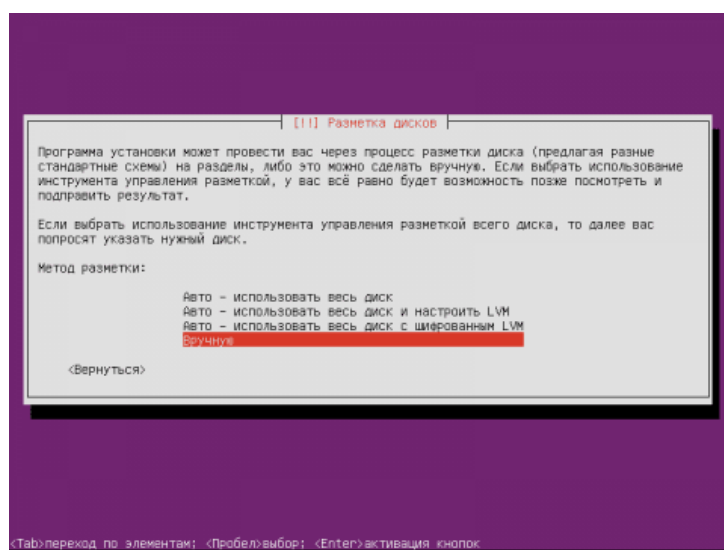 [!!] Разметка дисков
Программа установки может провести вас через процесс разметки диска (предлагая разные
стандартные схемы) на разделы, либо это можно сделать вручную. Если выбрать использование
инструмента управления разметкой, у вас всё равно будет возможность позже посмотреть и
подправить результат.
Если выбрать использование инструмента управления разметкой всего диска, то далее вас
попросят указать нужный диск.
Метод разметки:
Авто – использовать весь диск
Авто – использовать весь диск и настроить LVM
Авто – использовать весь диск с шифрованным LVM
Вручную
<Вернуться>
<Tab>переход по элементам; <Пробел>выбор; <Enter>активация кнопок